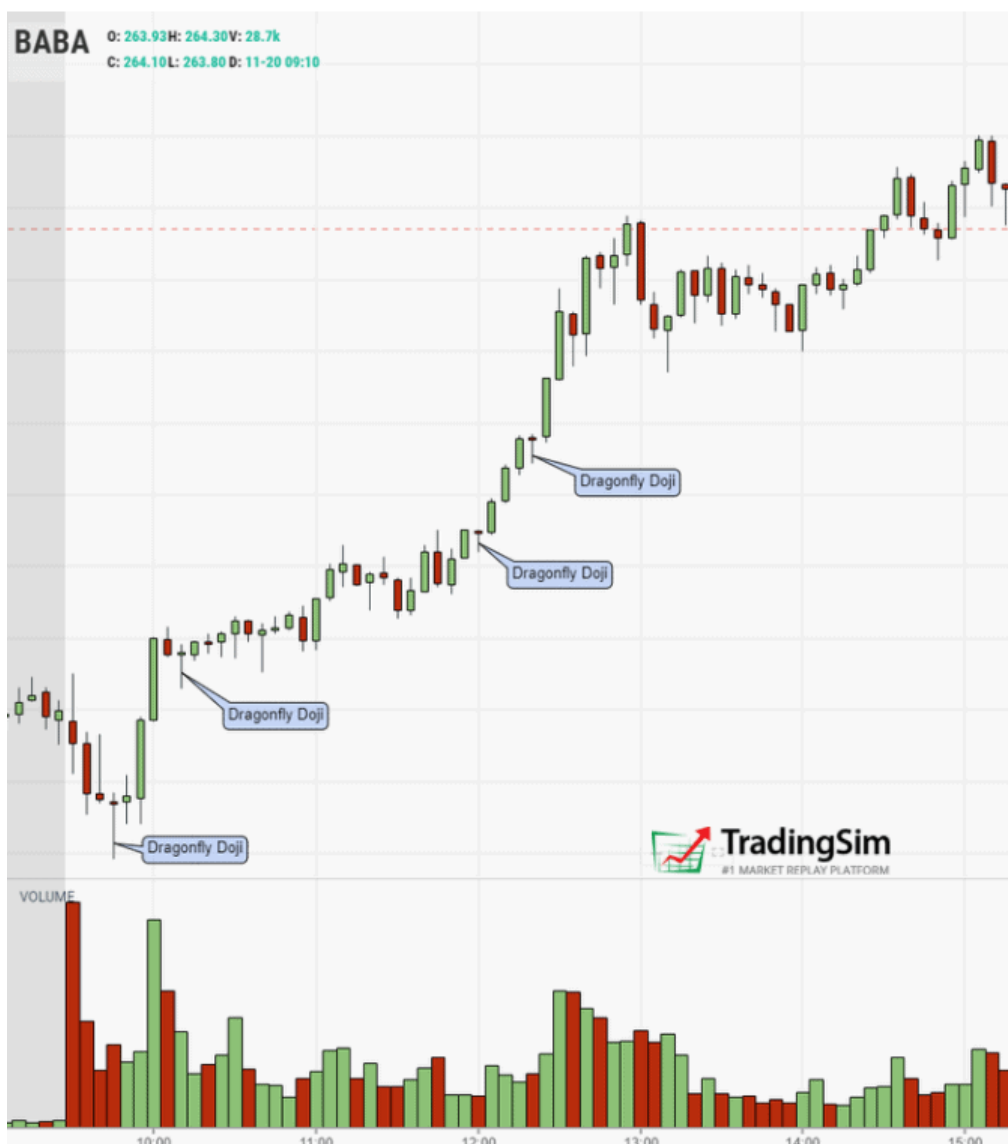 BABA
O: 263.93H: 264.30V: 28.7k
C: 264.10L: 263.80 D: 11-20 09:10
Dragonfly Doji
Dragonfly Doji
Dragonfly Doji
Dragonfly Doji
TradingSim
#1 MARKET REPLAY PLATFORM
VOLUME
10:00 11:00 12:00 13:00 14:00 15:00